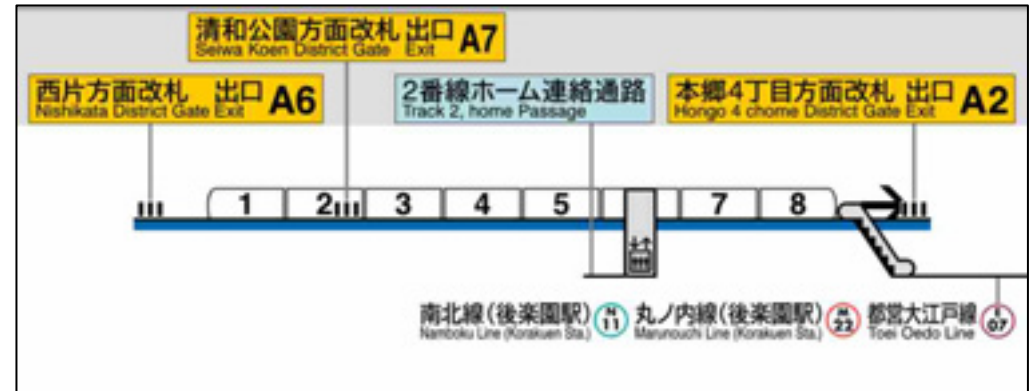 清和公園方面改札 出口 A7
Seiwa Koen District Gate Exit
西片方面改札 出口 A6
Nishikata District Gate Exit
2番線ホーム連絡通路
Track 2, home Passage
本郷4丁目方面改札 出口 A2
Hongo 4 chome District Gate Exit
1 2 3 4 5 7 8
南北線(後楽園駅) N 11 丸ノ内線(後楽園駅) M 22 都営大江戸線 E 07
Namboku Line (Korakuen Sta.) Marunouchi Line (Korakuen Sta.) Toei Oedo Line